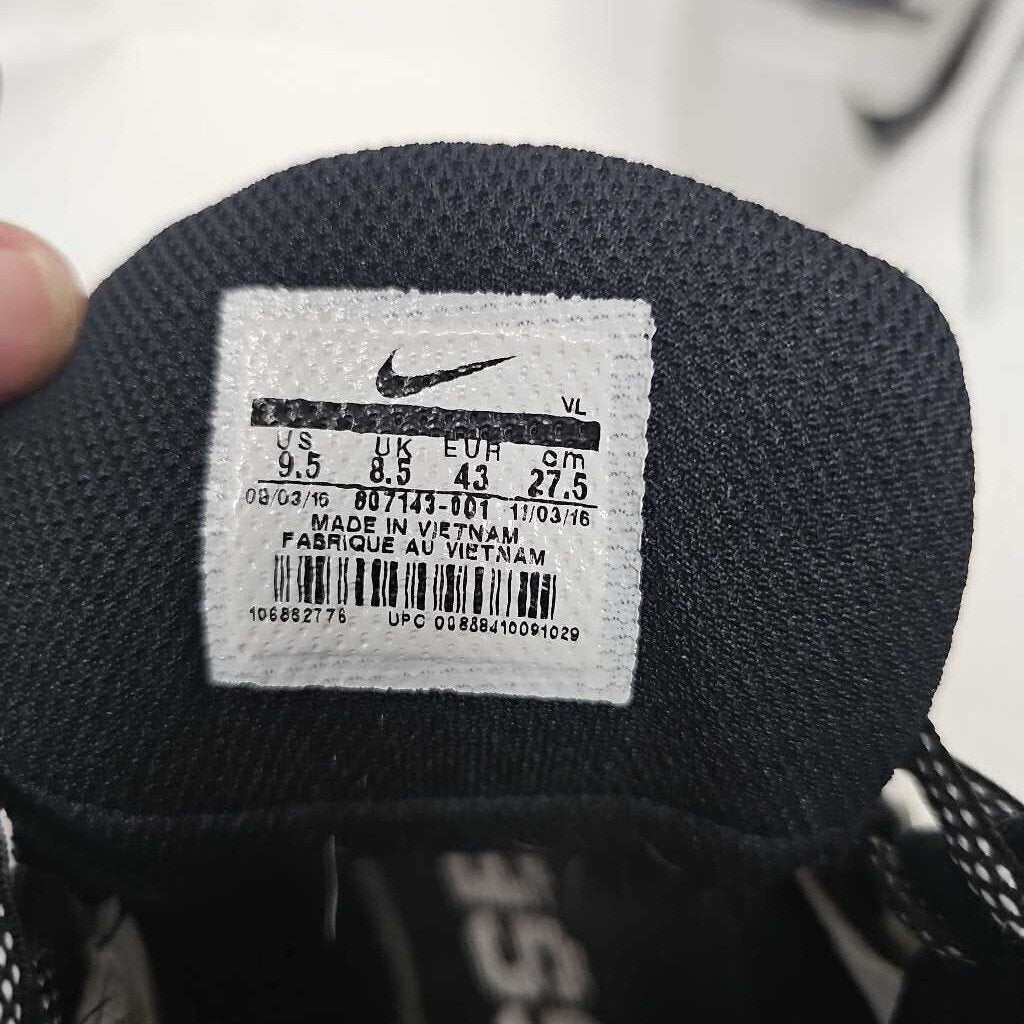 VL
US UK EUR cm
9.5 8.5 43 27.5
08/03/16 807143-001 11/03/16
MADE IN VIETNAM
FABRIQUE AU VIETNAM
106862776 UPC 00888410091029